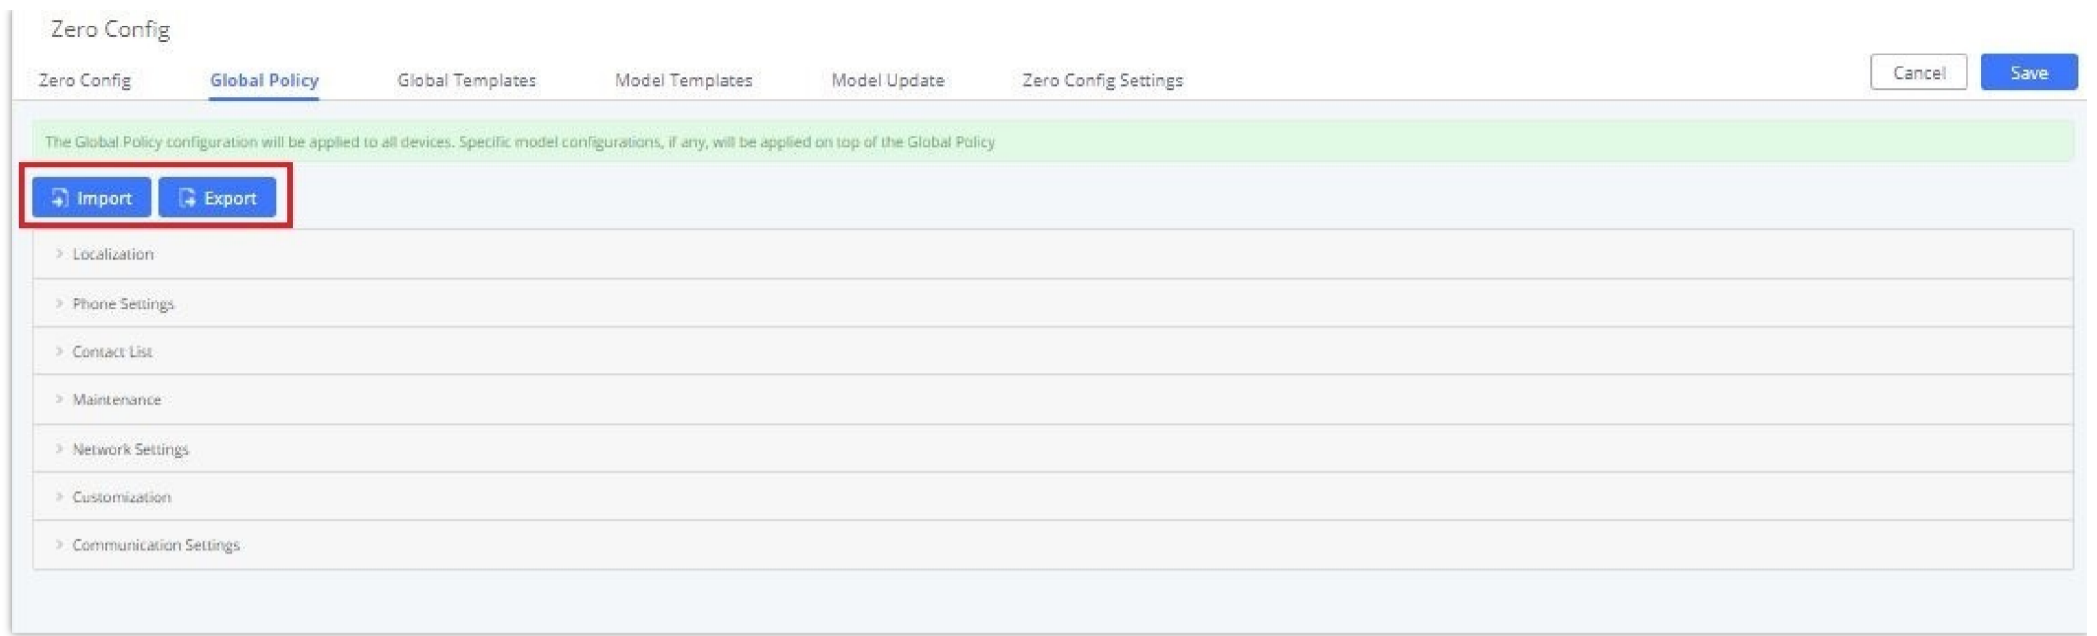 Zero Config
Zero Config Global Policy Global Templates Model Templates Model Update Zero Config Settings Cancel Save
The Global Policy configuration will be applied to all devices. Specific model configurations, if any, will be applied on top of the Global Policy
Import Export
Localization
Phone Settings
Contact List
Maintenance
Network Settings
Customization
Communication Settings